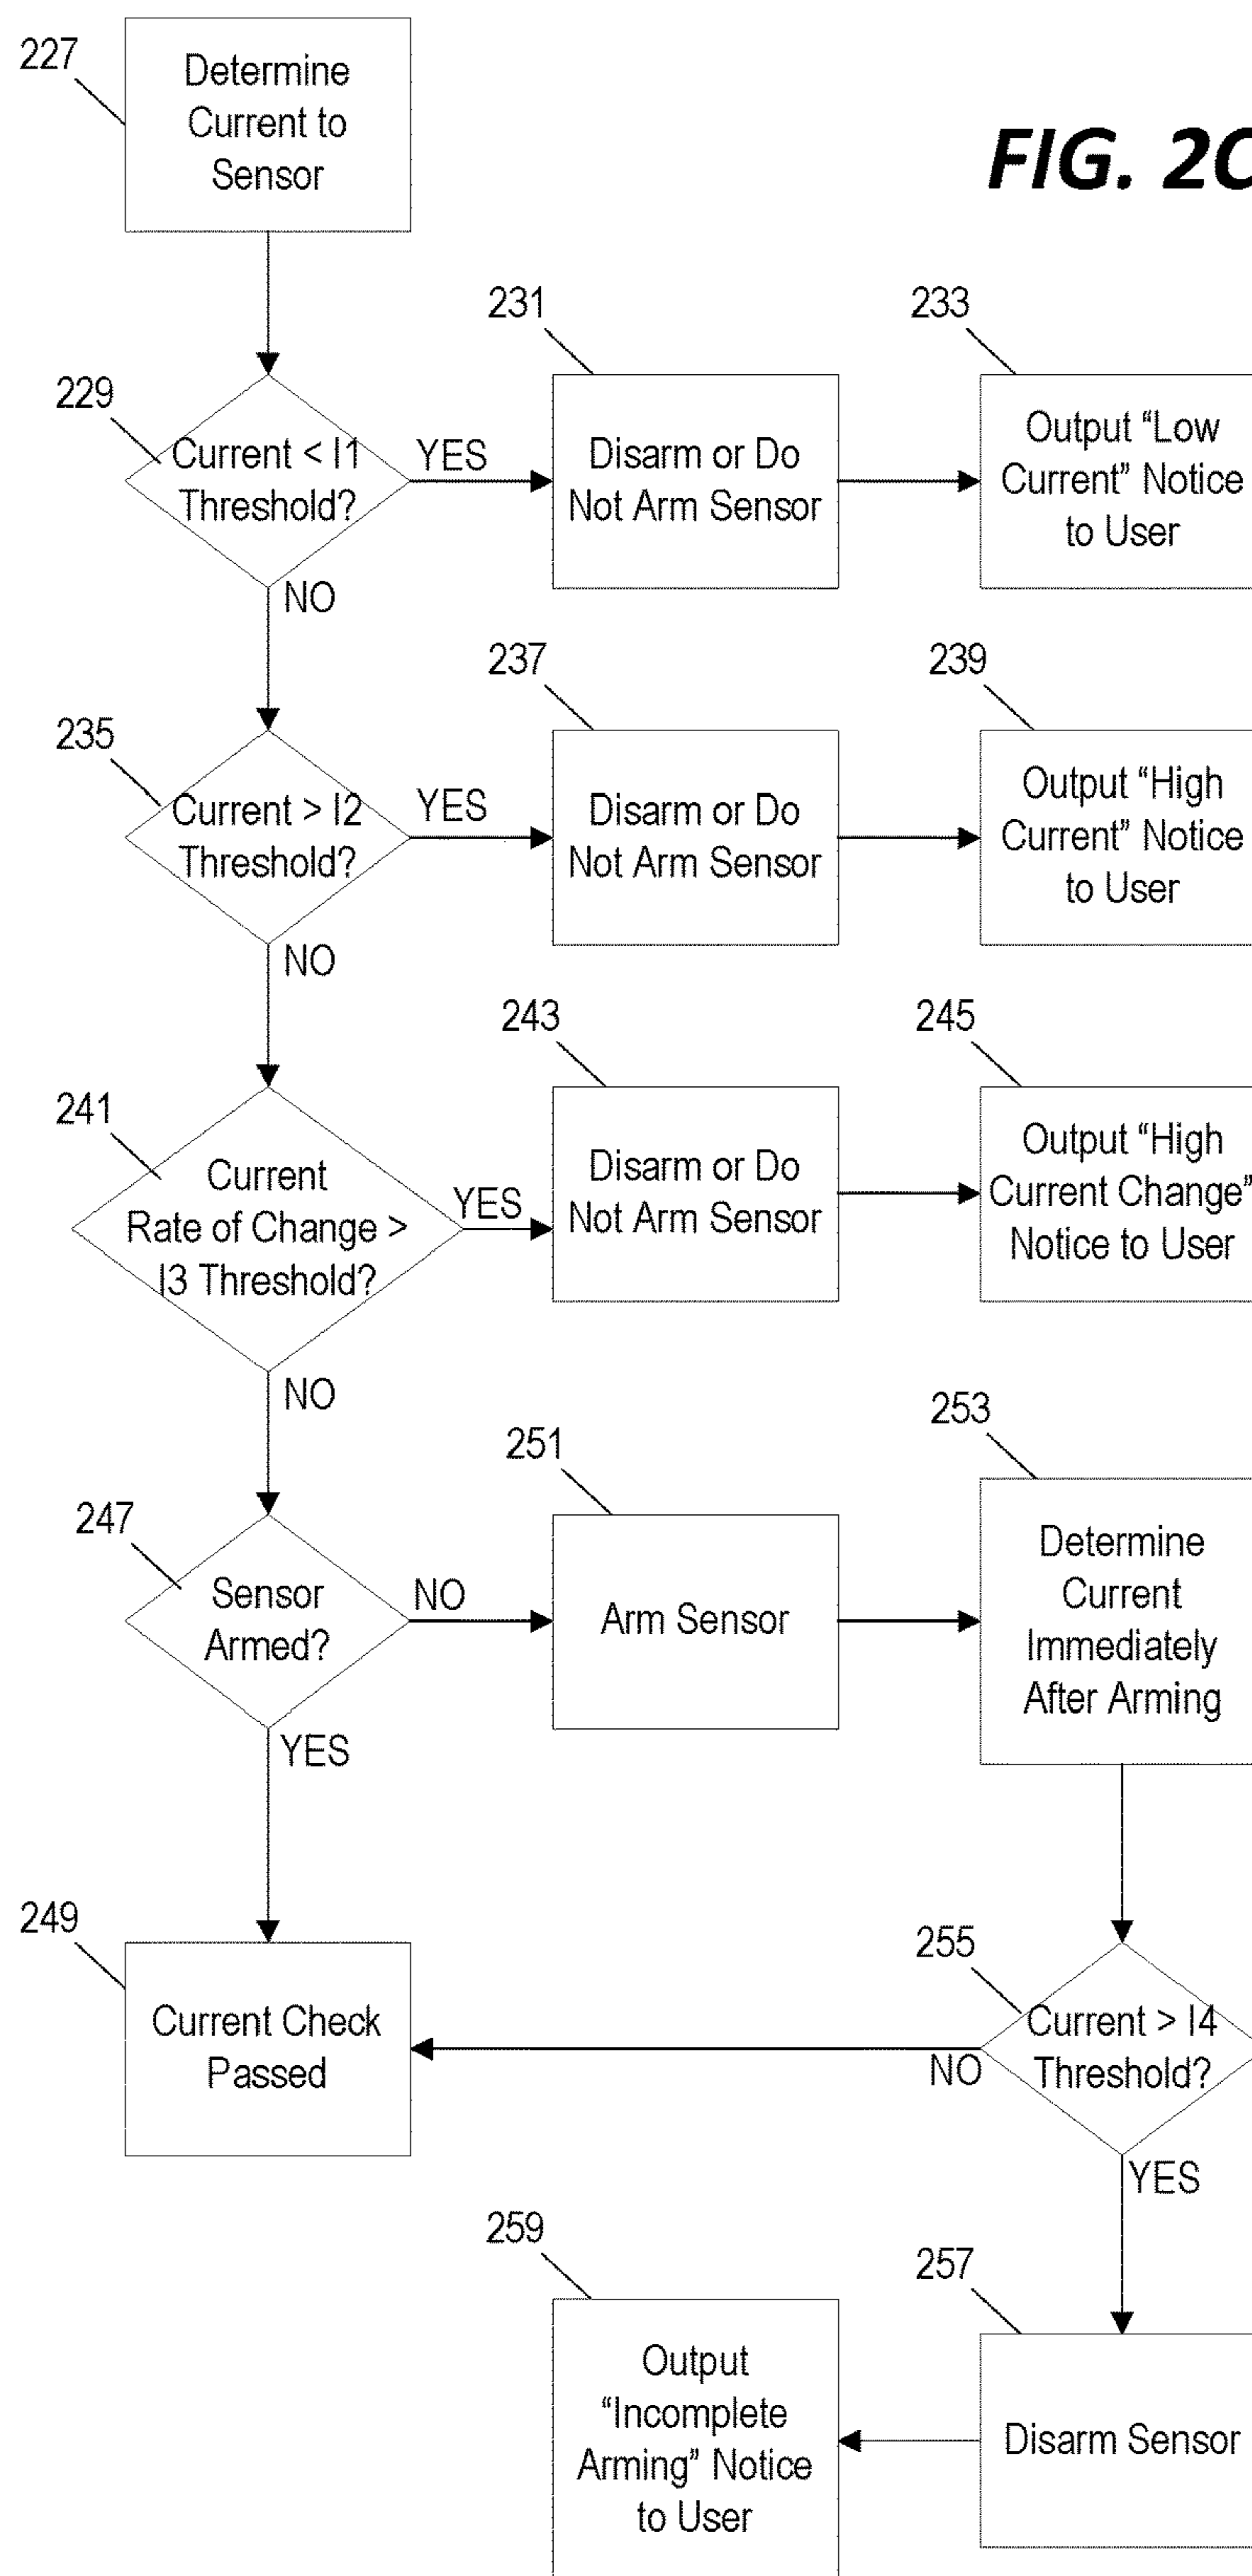 227
Determine
Current to
Sensor
FIG. 2C
229
Current < I1
Threshold?
YES
NO
231
Disarm or Do
Not Arm Sensor
233
Output “Low
Current” Notice
to User
235
Current > I2
Threshold?
YES
NO
237
Disarm or Do
Not Arm Sensor
239
Output “High
Current” Notice
to User
241
Current
Rate of Change >
I3 Threshold?
YES
NO
243
Disarm or Do
Not Arm Sensor
245
Output “High
Current Change”
Notice to User
247
Sensor
Armed?
NO
YES
251
Arm Sensor
253
Determine
Current
Immediately
After Arming
249
Current Check
Passed
255
Current > I4
Threshold?
NO
YES
257
Disarm Sensor
259
Output
“Incomplete
Arming” Notice
to User